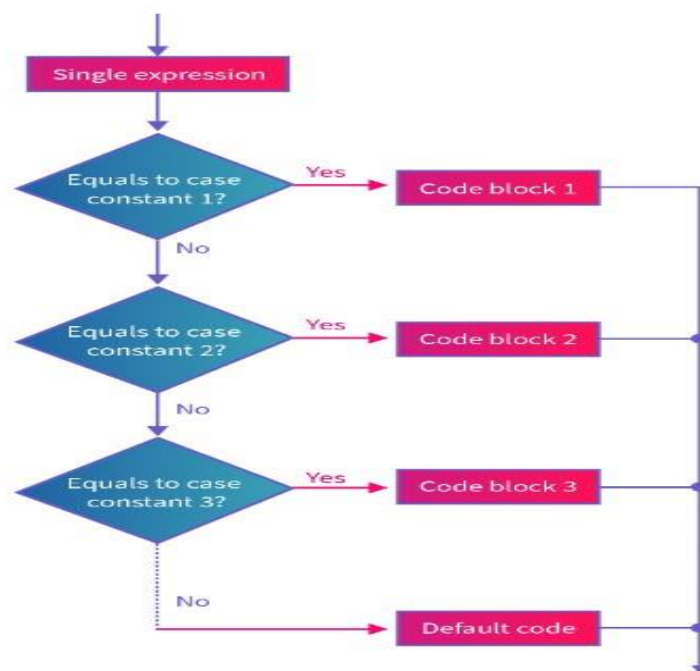 Single expression
Equals to case
constant 1?
Yes
Code block 1
No
Equals to case
constant 2?
Yes
Code block 2
No
Equals to case
constant 3?
Yes
Code block 3
No
Default code